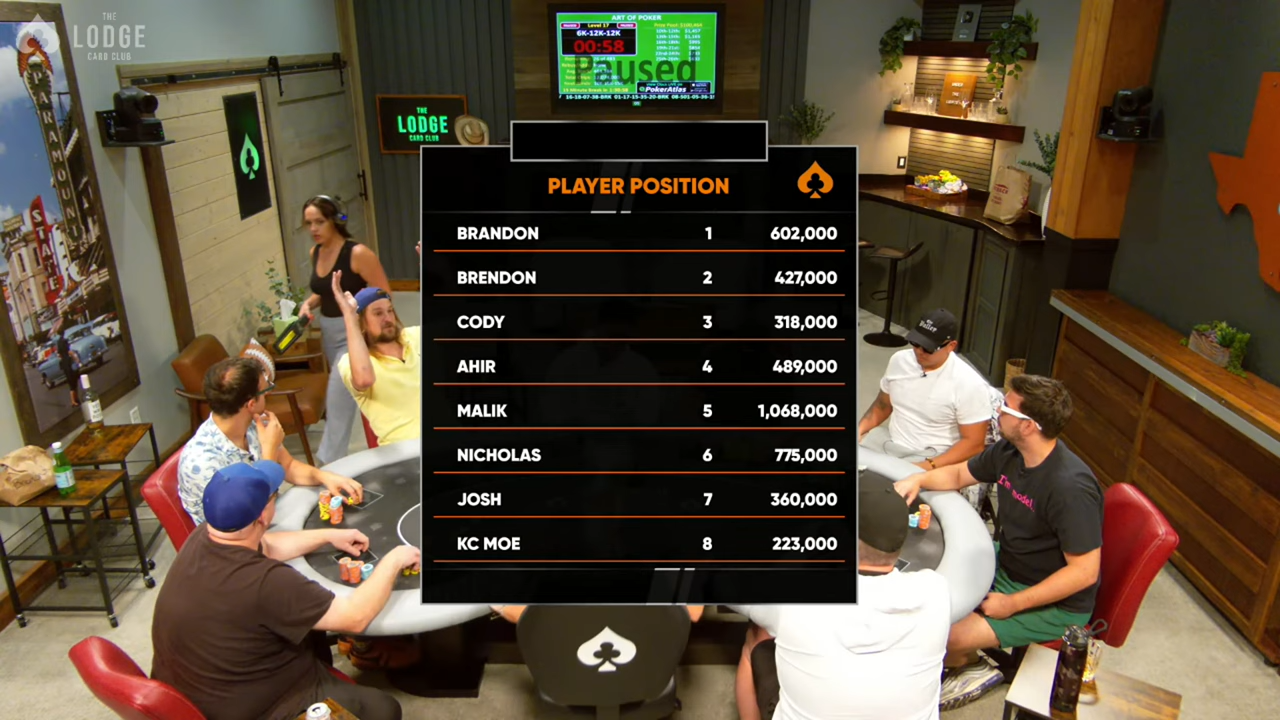 THE
LODGE
CARD CLUB
PARAMOUNT
STATE
THE
LODGE
CARD CLUB
ART OF POKER
Level 17
6K-12K-12K
00:58
Paused
PokerAtlas
PLAYER POSITION
BRANDON 1 602,000
BRENDON 2 427,000
CODY 3 318,000
AHIR 4 489,000
MALIK 5 1,068,000
NICHOLAS 6 775,000
JOSH 7 360,000
KC MOE 8 223,000
I'm model.